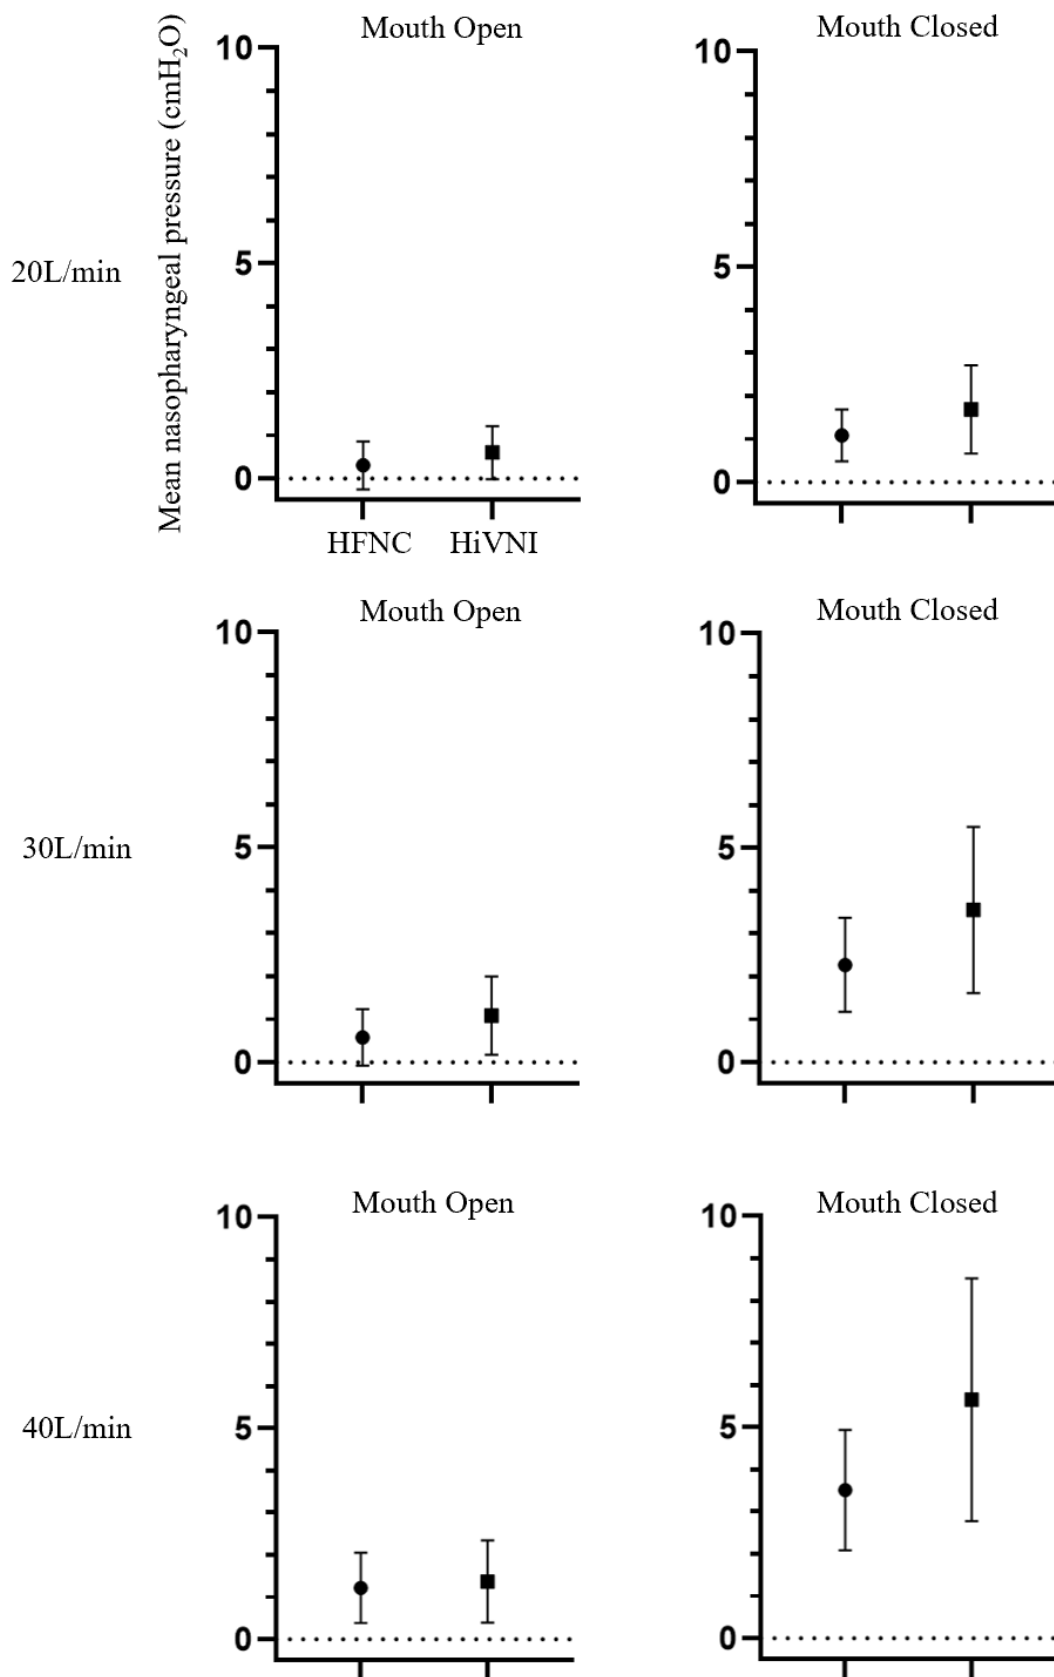 Mouth Open
Mouth Closed
Mean nasopharyngeal pressure (cmH₂O)
20L/min
10
5
0
10
5
0
HFNC HiVNI
Mouth Open
Mouth Closed
30L/min
10
5
0
10
5
0
Mouth Open
Mouth Closed
40L/min
10
5
0
10
5
0